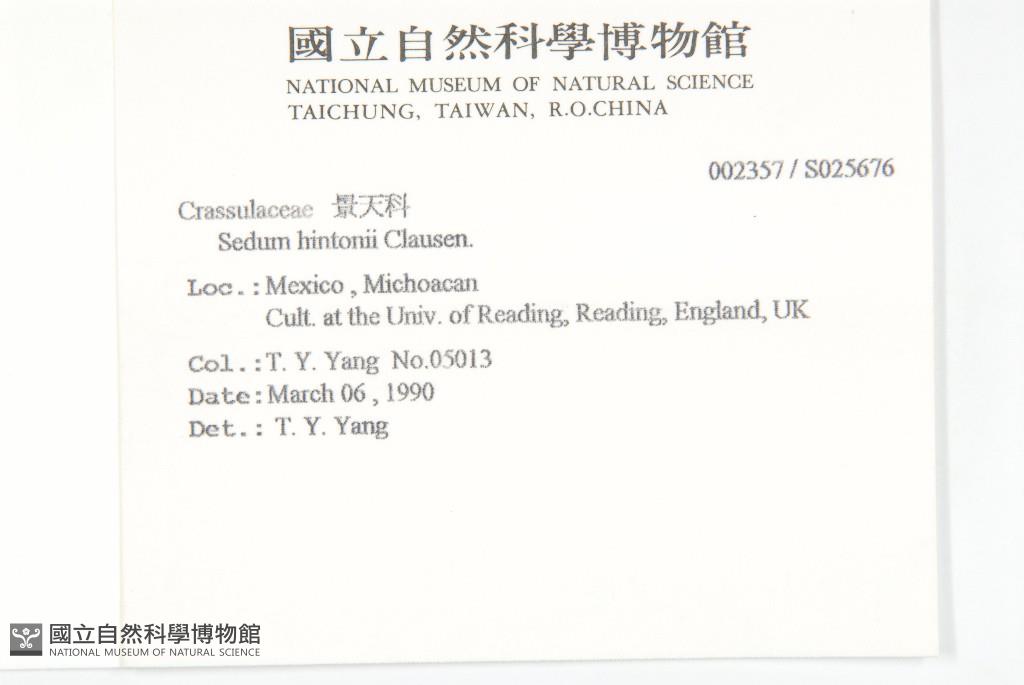 國立自然科學博物館
NATIONAL MUSEUM OF NATURAL SCIENCE
TAICHUNG, TAIWAN, R.O.CHINA
002357 / S025676
Crassulaceae 景天科
Sedum hintonii Clausen.
Loc.: Mexico , Michoacan
Cult. at the Univ. of Reading, Reading, England, UK
Col.: T. Y. Yang No.05013
Date: March 06 , 1990
Det.: T. Y. Yang
國立自然科學博物館
NATIONAL MUSEUM OF NATURAL SCIENCE